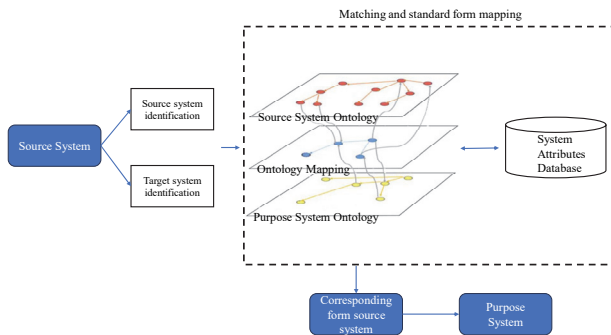 Matching and standard form mapping
Source System
Source system
identification
Target system
identification
Source System Ontology
Ontology Mapping
Purpose System Ontology
System
Attributes
Database
Corresponding
form source
system
Purpose
System